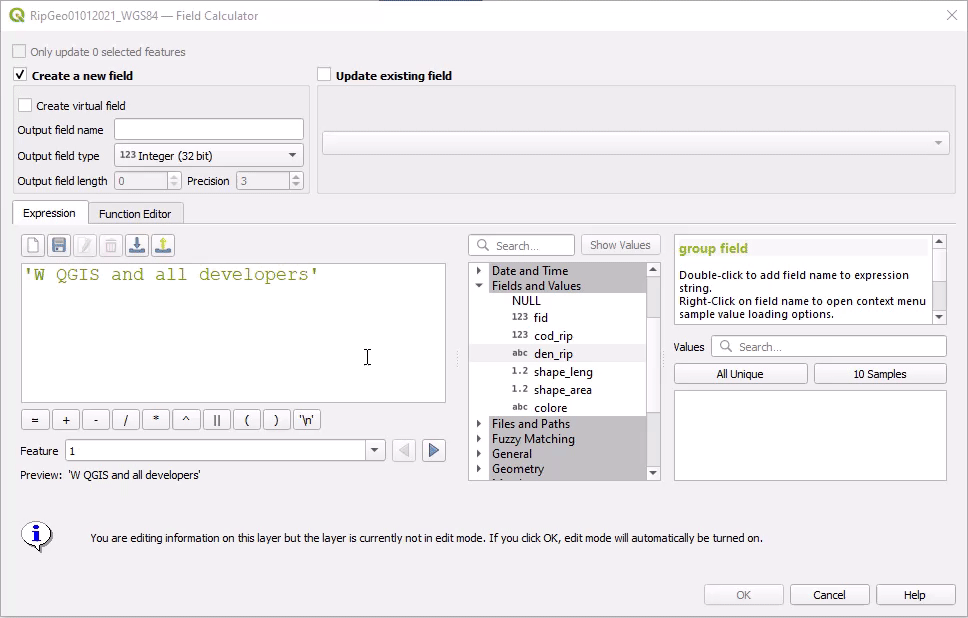 RipGeo01012021_WGS84 — Field Calculator
Only update 0 selected features
Create a new field
Update existing field
Create virtual field
Output field name
Output field type 123 Integer (32 bit)
Output field length 0 Precision 3
Expression Function Editor
'W QGIS and all developers'
= + - / * ^ || ( ) '\n'
Feature 1
Preview: 'W QGIS and all developers'
Search... Show Values
Date and Time
Fields and Values
NULL
123 fid
123 cod_rip
abc den_rip
1.2 shape_leng
1.2 shape_area
abc colore
Files and Paths
Fuzzy Matching
General
Geometry
group field
Double-click to add field name to expression
string.
Right-Click on field name to open context menu
sample value loading options.
Values Search...
All Unique 10 Samples
You are editing information on this layer but the layer is currently not in edit mode. If you click OK, edit mode will automatically be turned on.
OK Cancel Help